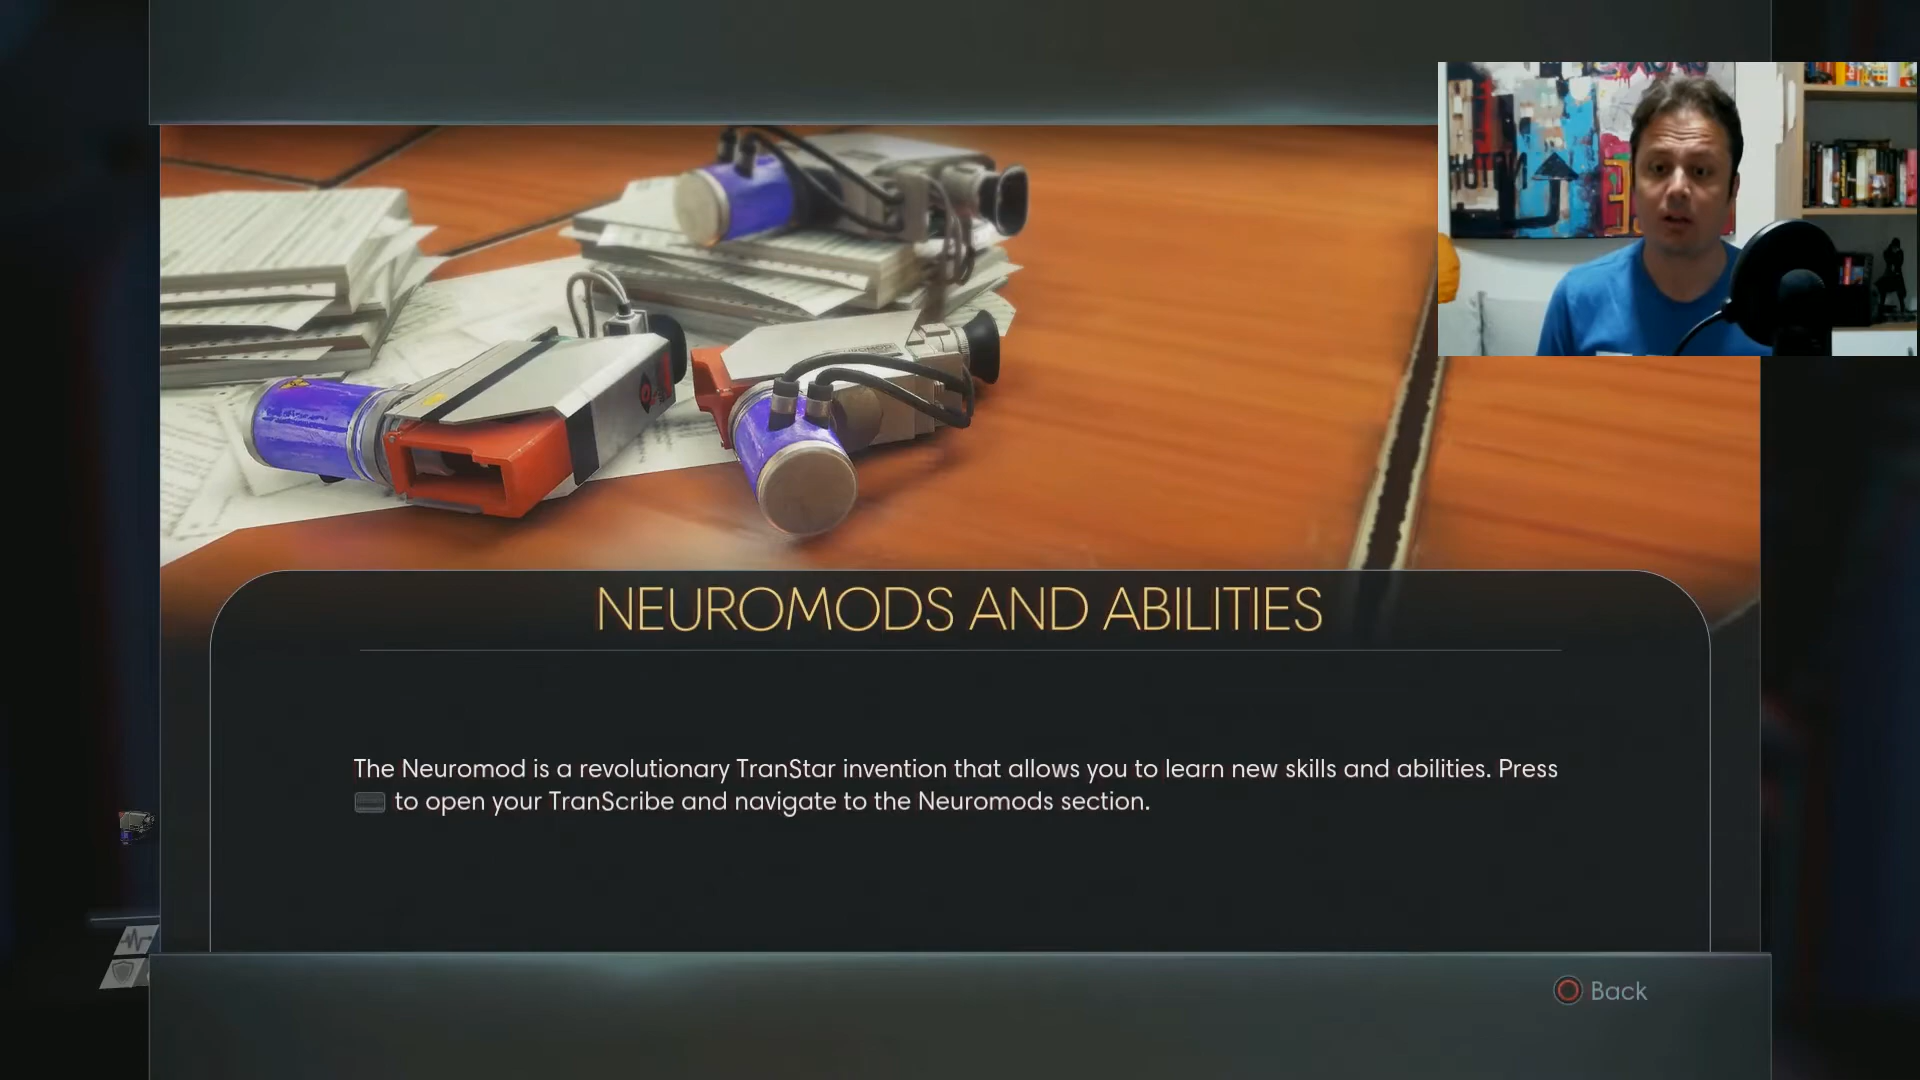 NEUROMODS AND ABILITIES
The Neuromod is a revolutionary TranStar invention that allows you to learn new skills and abilities. Press
to open your TranScribe and navigate to the Neuromods section.
Back